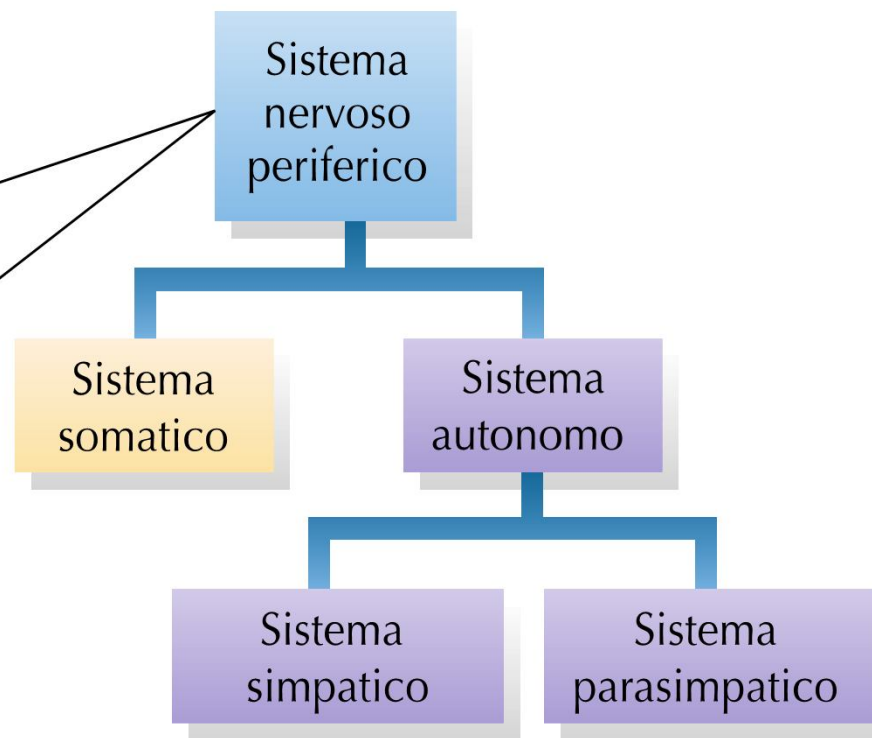 Sistema
nervoso
periferico
Sistema
somatico
Sistema
autonomo
Sistema
simpatico
Sistema
parasimpatico